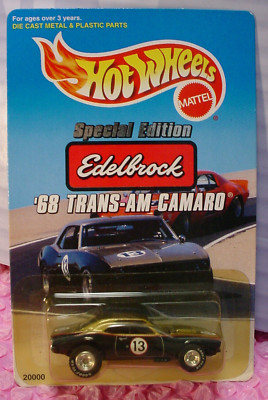 For ages over 3 years.
DIE CAST METAL & PLASTIC PARTS
Hot Wheels
MATTEL
Special Edition
Edelbrock
'68 TRANS-AM CAMARO
13
13
20000